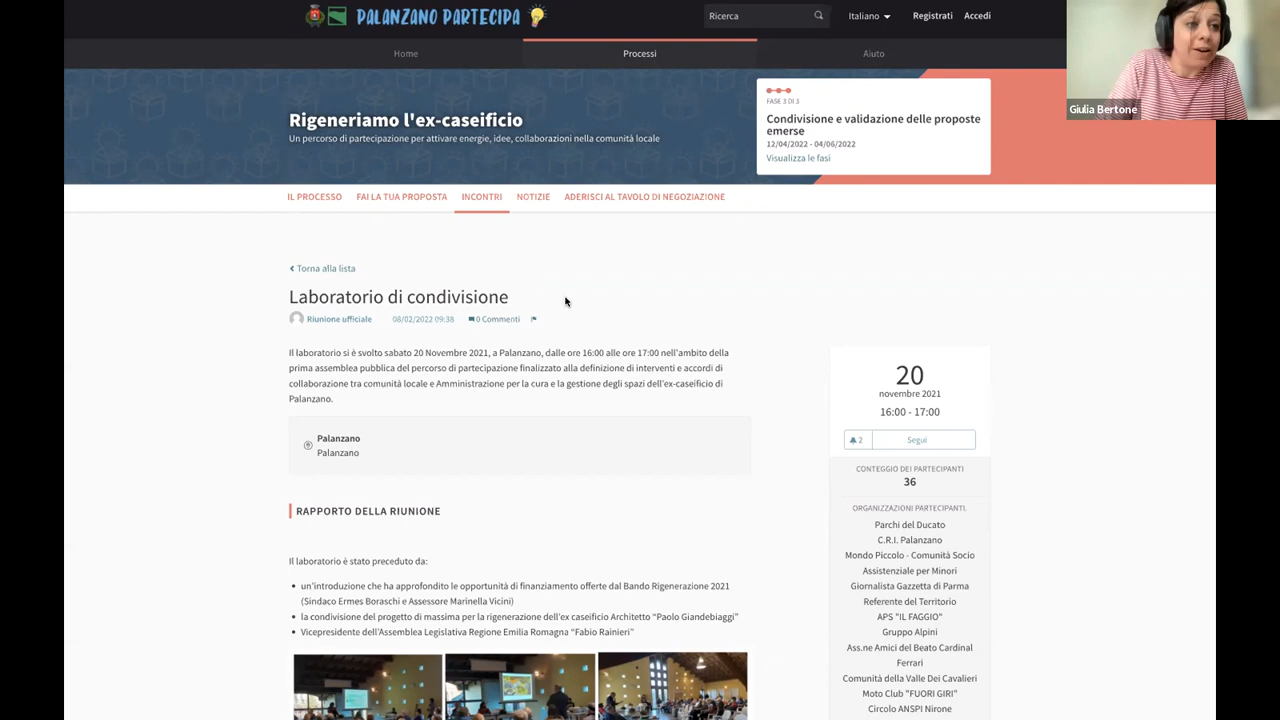 PALANZANO PARTECIPA
Ricerca
Italiano
Registrati
Accedi
Home
Processi
Aiuto
Giulia Bertone
Rigeneriamo l'ex-caseificio
Un percorso di partecipazione per attivare energie, idee, collaborazioni nella comunità locale
FASE 3 DI 3
Condivisione e validazione delle proposte
emerse
12/04/2022 - 04/06/2022
Visualizza le fasi
IL PROCESSO
FAI LA TUA PROPOSTA
INCONTRI
NOTIZIE
ADERISCI AL TAVOLO DI NEGOZIAZIONE
Torna alla lista
Laboratorio di condivisione
Riunione ufficiale
08/02/2022 09:38
0 Commenti
Il laboratorio si è svolto sabato 20 Novembre 2021, a Palanzano, dalle ore 16:00 alle ore 17:00 nell'ambito della
prima assemblea pubblica del percorso di partecipazione finalizzato alla definizione di interventi e accordi di
collaborazione tra comunità locale e Amministrazione per la cura e la gestione degli spazi dell'ex-caseificio di
Palanzano.
Palanzano
Palanzano
RAPPORTO DELLA RIUNIONE
Il laboratorio è stato preceduto da:
un'introduzione che ha approfondito le opportunità di finanziamento offerte dal Bando Rigenerazione 2021
(Sindaco Ermes Boraschi e Assessore Marinella Vicini)
la condivisione del progetto di massima per la rigenerazione dell'ex caseificio Architetto "Paolo Giandebiaggi"
Vicepresidente dell'Assemblea Legislativa Regione Emilia Romagna "Fabio Rainieri"
20
novembre 2021
16:00 - 17:00
2
Segui
CONTEGGIO DEI PARTECIPANTI
36
ORGANIZZAZIONI PARTECIPANTI.
Parchi del Ducato
C.R.I. Palanzano
Mondo Piccolo - Comunità Socio
Assistenziale per Minori
Giornalista Gazzetta di Parma
Referente del Territorio
APS "IL FAGGIO"
Gruppo Alpini
Ass.ne Amici del Beato Cardinal
Ferrari
Comunità della Valle Dei Cavalieri
Moto Club "FUORI GIRI"
Circolo ANSPI Nirone